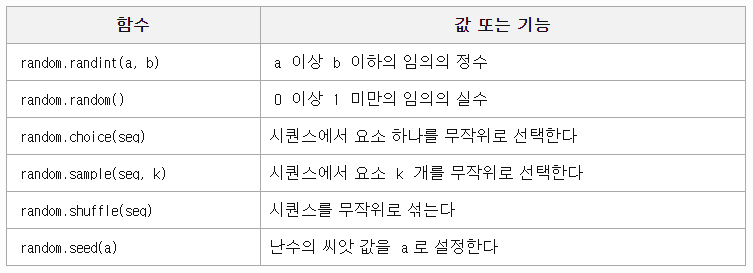 함수 값 또는 기능
random.randint(a, b) a 이상 b 이하의 임의의 정수
random.random() 0 이상 1 미만의 임의의 실수
random.choice(seq) 시퀀스에서 요소 하나를 무작위로 선택한다
random.sample(seq, k) 시퀀스에서 요소 k 개를 무작위로 선택한다
random.shuffle(seq) 시퀀스를 무작위로 섞는다
random.seed(a) 난수의 씨앗 값을 a로 설정한다